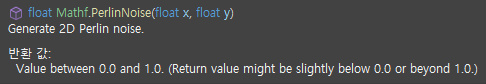 float Mathf.PerlinNoise(float x, float y)
Generate 2D Perlin noise.
반환 값:
Value between 0.0 and 1.0. (Return value might be slightly below 0.0 or beyond 1.0.)